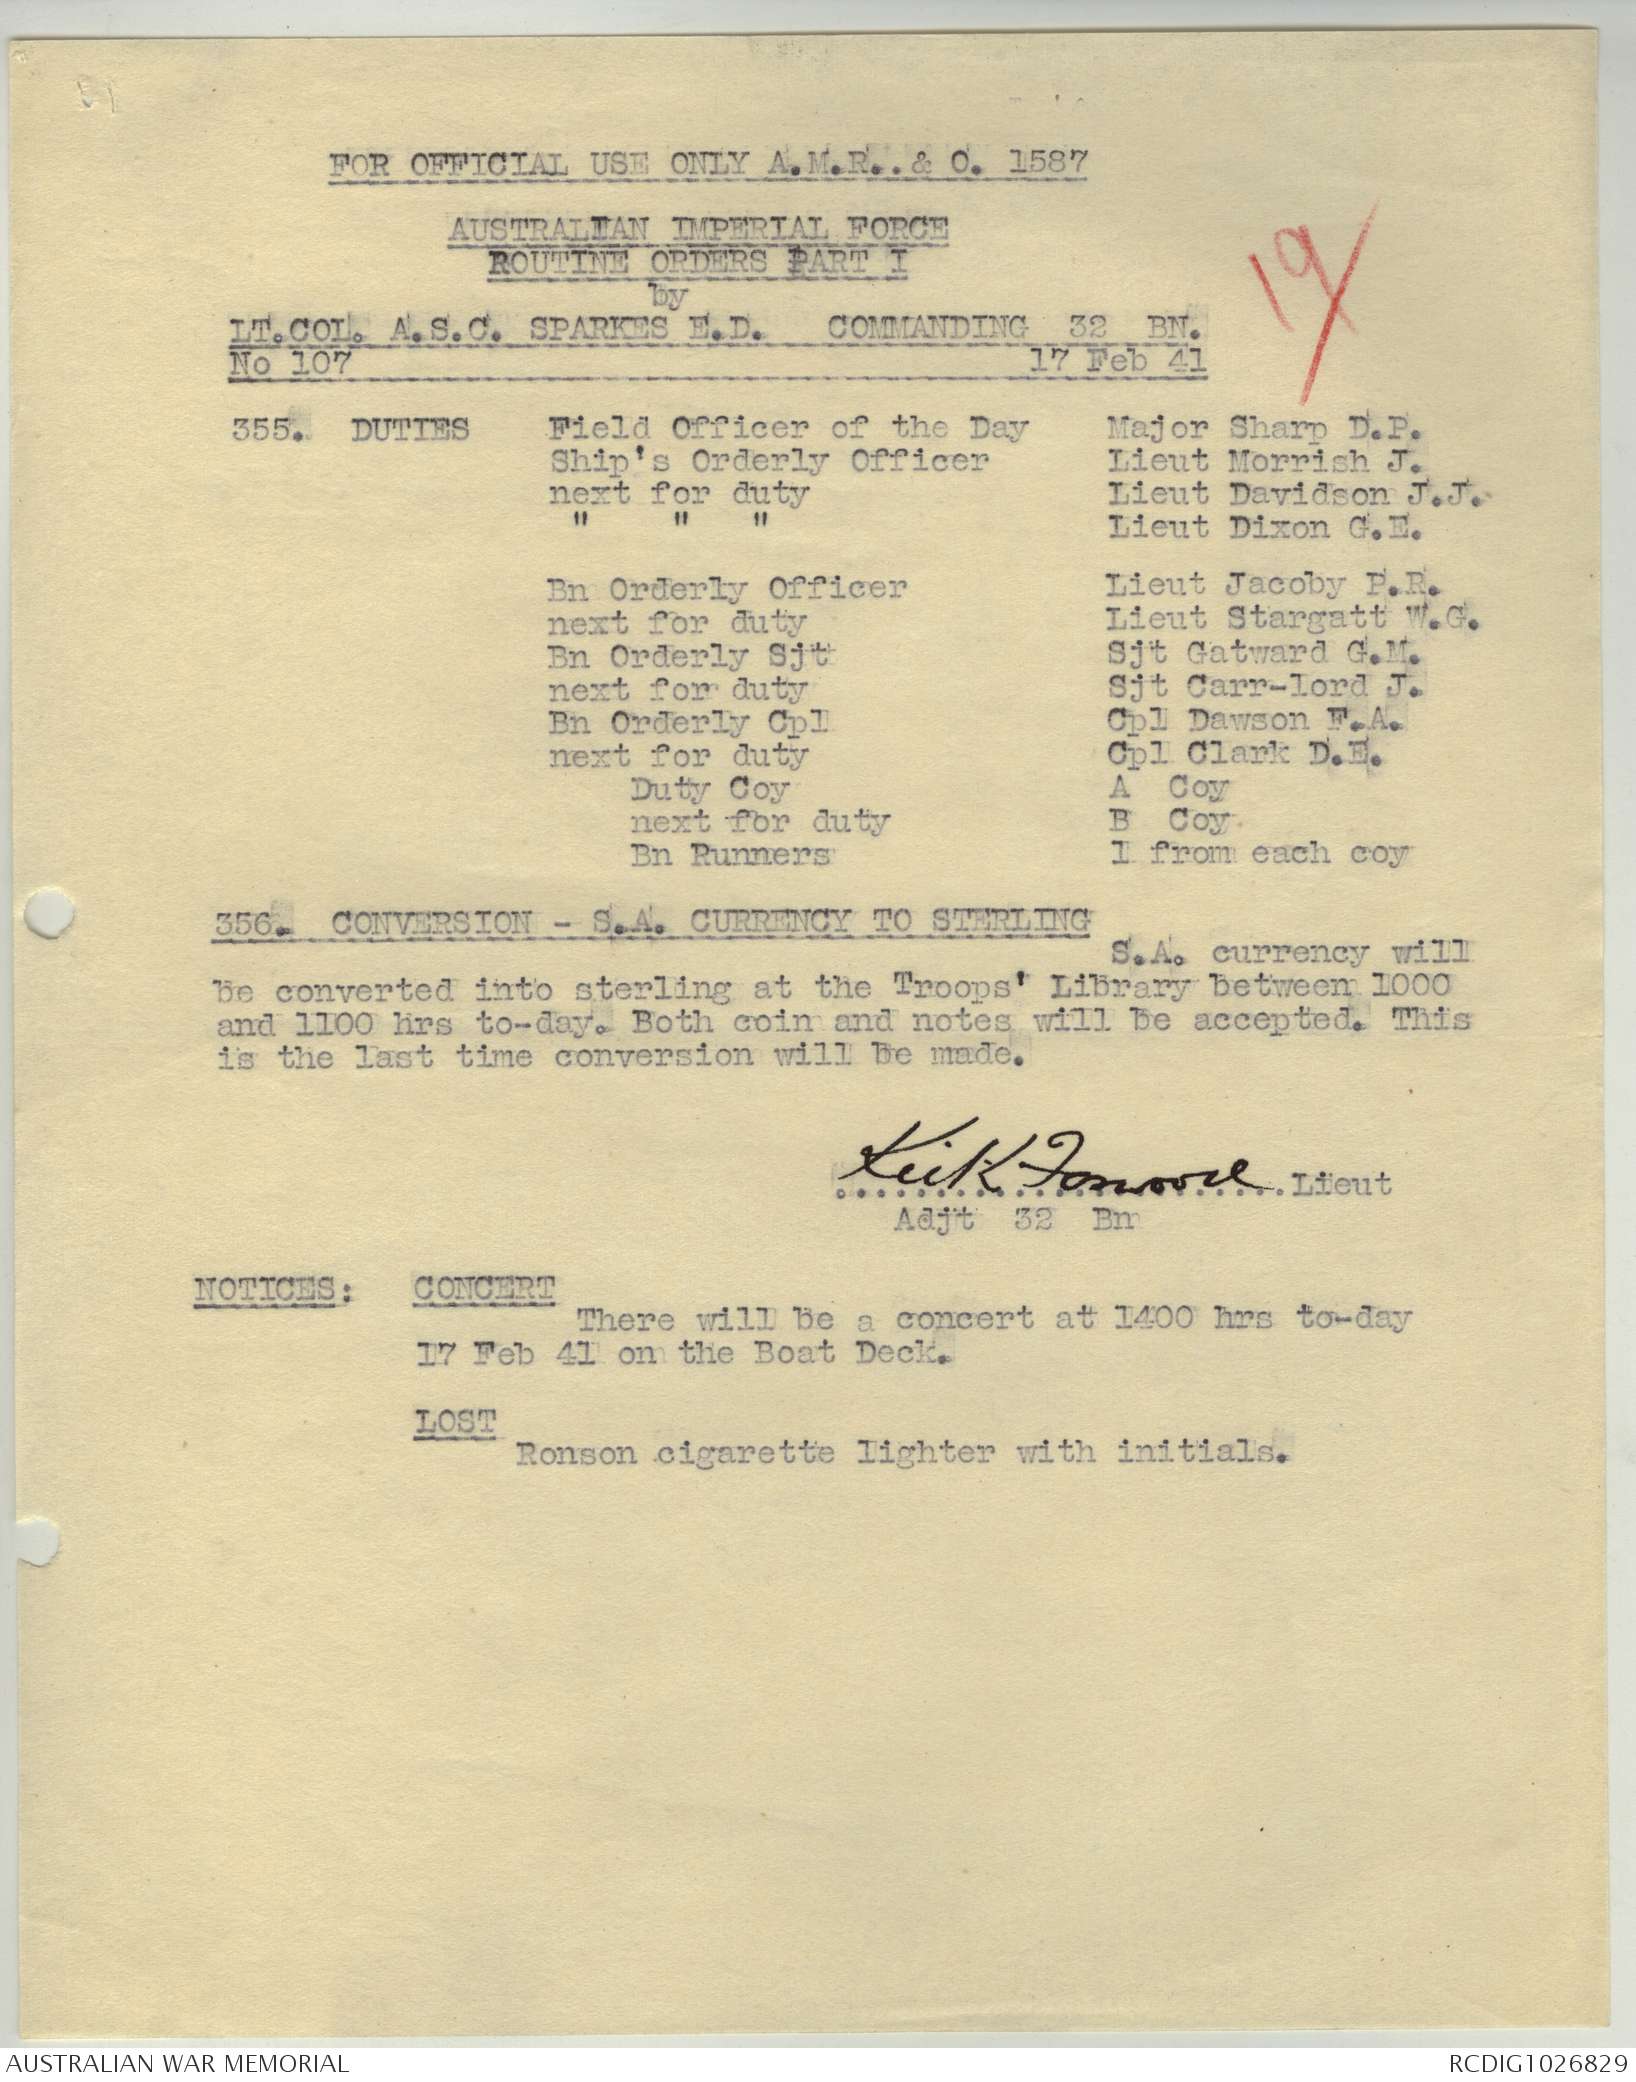 FOR OFFICIAL USE ONLY A.M.R..& O. 1587
AUSTRALIAN IMPERIAL FORCE
ROUTINE ORDERS PART I
by
19
LT.COL. A.S.C. SPARKES E.D. COMMANDING 32 BN.
No 107 17 Feb 41
355. DUTIES Field Officer of the Day Major Sharp D.P.
Ship's Orderly Officer Lieut Morrish J.
next for duty Lieut Davidson J.J.
" " " Lieut Dixon G.E.
Bn Orderly Officer Lieut Jacoby P.R.
next for duty Lieut Stargatt W.G.
Bn Orderly Sjt Sjt Gatward G.M.
next for duty Sjt Carr-lord J.
Bn Orderly Cpl Cpl Dawson F.A.
next for duty Cpl Clark D.E.
Duty Coy A Coy
next for duty B Coy
Bn Runners 1 from each coy
356. CONVERSION - S.A. CURRENCY TO STERLING
S.A. currency will
be converted into sterling at the Troops' Library between 1000
and 1100 hrs to-day. Both coin and notes will be accepted. This
is the last time conversion will be made.
Lieut
Adjt 32 Bn
NOTICES: CONCERT
There will be a concert at 1400 hrs to-day
17 Feb 41 on the Boat Deck.
LOST
Ronson cigarette lighter with initials.
AUSTRALIAN WAR MEMORIAL RCDIG1026829